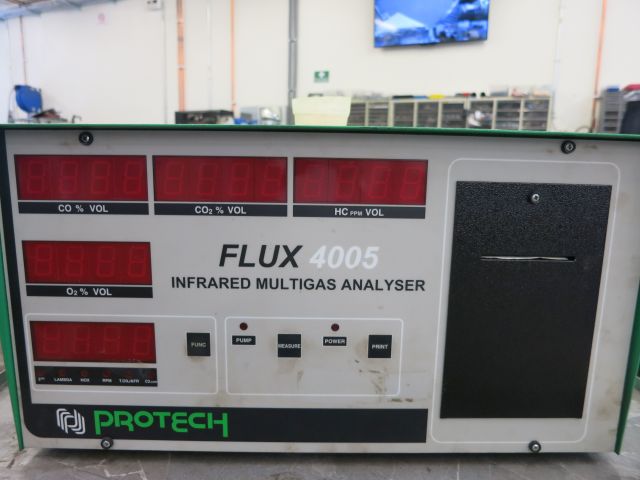 CO % VOL
CO2 % VOL
HC PPM VOL
FLUX 4005
INFRARED MULTIGAS ANALYSER
O2 % VOL
FUNC
PUMP
MEASURE
POWER
PRINT
LAMBDA NOX RPM
PROTECH